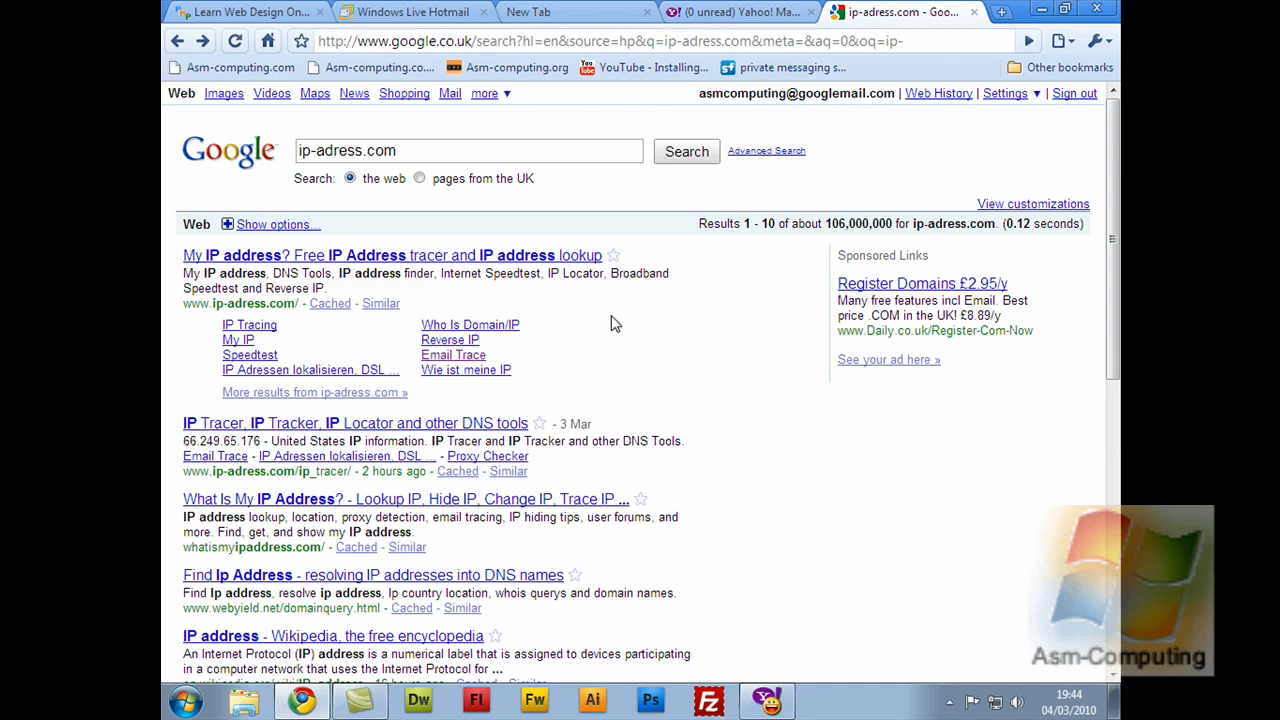 Learn Web Design On... Windows Live Hotmail New Tab (0 unread) Yahoo! Ma... ip-adress.com - Goo...
http://www.google.co.uk/search?hl=en&source=hp&q=ip-adress.com&meta=&aq=0&oq=ip-
Asm-computing.com Asm-computing.co.... Asm-computing.org YouTube - Installing... private messaging s... Other bookmarks
Web Images Videos Maps News Shopping Mail more ▼ asmcomputing@googlemail.com | Web History | Settings ▼ | Sign out
Google ip-adress.com Search Advanced Search
Search: the web pages from the UK
View customizations
Web Show options... Results 1 - 10 of about 106,000,000 for ip-adress.com. (0.12 seconds)
My IP address? Free IP Address tracer and IP address lookup
My IP address, DNS Tools, IP address finder, Internet Speedtest, IP Locator, Broadband
Speedtest and Reverse IP.
www.ip-adress.com/ - Cached - Similar
IP Tracing Who Is Domain/IP
My IP Reverse IP
Speedtest Email Trace
IP Adressen lokalisieren, DSL ... Wie ist meine IP
More results from ip-adress.com »
Sponsored Links
Register Domains £2.95/y
Many free features incl Email. Best
price .COM in the UK! £8.89/y
www.Daily.co.uk/Register-Com-Now
See your ad here »
IP Tracer, IP Tracker, IP Locator and other DNS tools - 3 Mar
66.249.65.176 - United States IP information. IP Tracer and IP Tracker and other DNS Tools.
Email Trace - IP Adressen lokalisieren, DSL ... - Proxy Checker
www.ip-adress.com/ip_tracer/ - 2 hours ago - Cached - Similar
What Is My IP Address? - Lookup IP, Hide IP, Change IP, Trace IP ...
IP address lookup, location, proxy detection, email tracing, IP hiding tips, user forums, and
more. Find, get, and show my IP address.
whatismyipaddress.com/ - Cached - Similar
Find Ip Address - resolving IP addresses into DNS names
Find Ip address, resolve ip address, Ip country location, whois querys and domain names.
www.webyield.net/domainquery.html - Cached - Similar
IP address - Wikipedia, the free encyclopedia
An Internet Protocol (IP) address is a numerical label that is assigned to devices participating
in a computer network that uses the Internet Protocol for ...
Asm-Computing
Dw Fl Fw Ai Ps Fz
19:44
04/03/2010